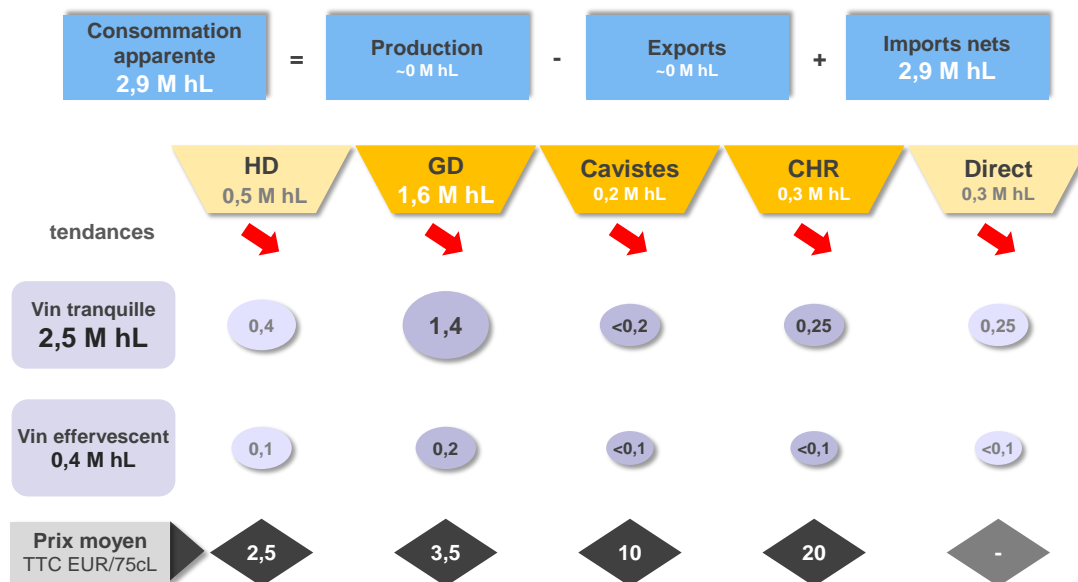 Consommation
apparente
2,9 M hL
=
Production
~0 M hL
-
Exports
~0 M hL
+
Imports nets
2,9 M hL
HD
0,5 M hL
GD
1,6 M hL
Cavistes
0,2 M hL
CHR
0,3 M hL
Direct
0,3 M hL
tendances
Vin tranquille
2,5 M hL
0,4
1,4
<0,2
0,25
0,25
Vin effervescent
0,4 M hL
0,1
0,2
<0,1
<0,1
<0,1
Prix moyen
TTC EUR/75cL
2,5
3,5
10
20
-